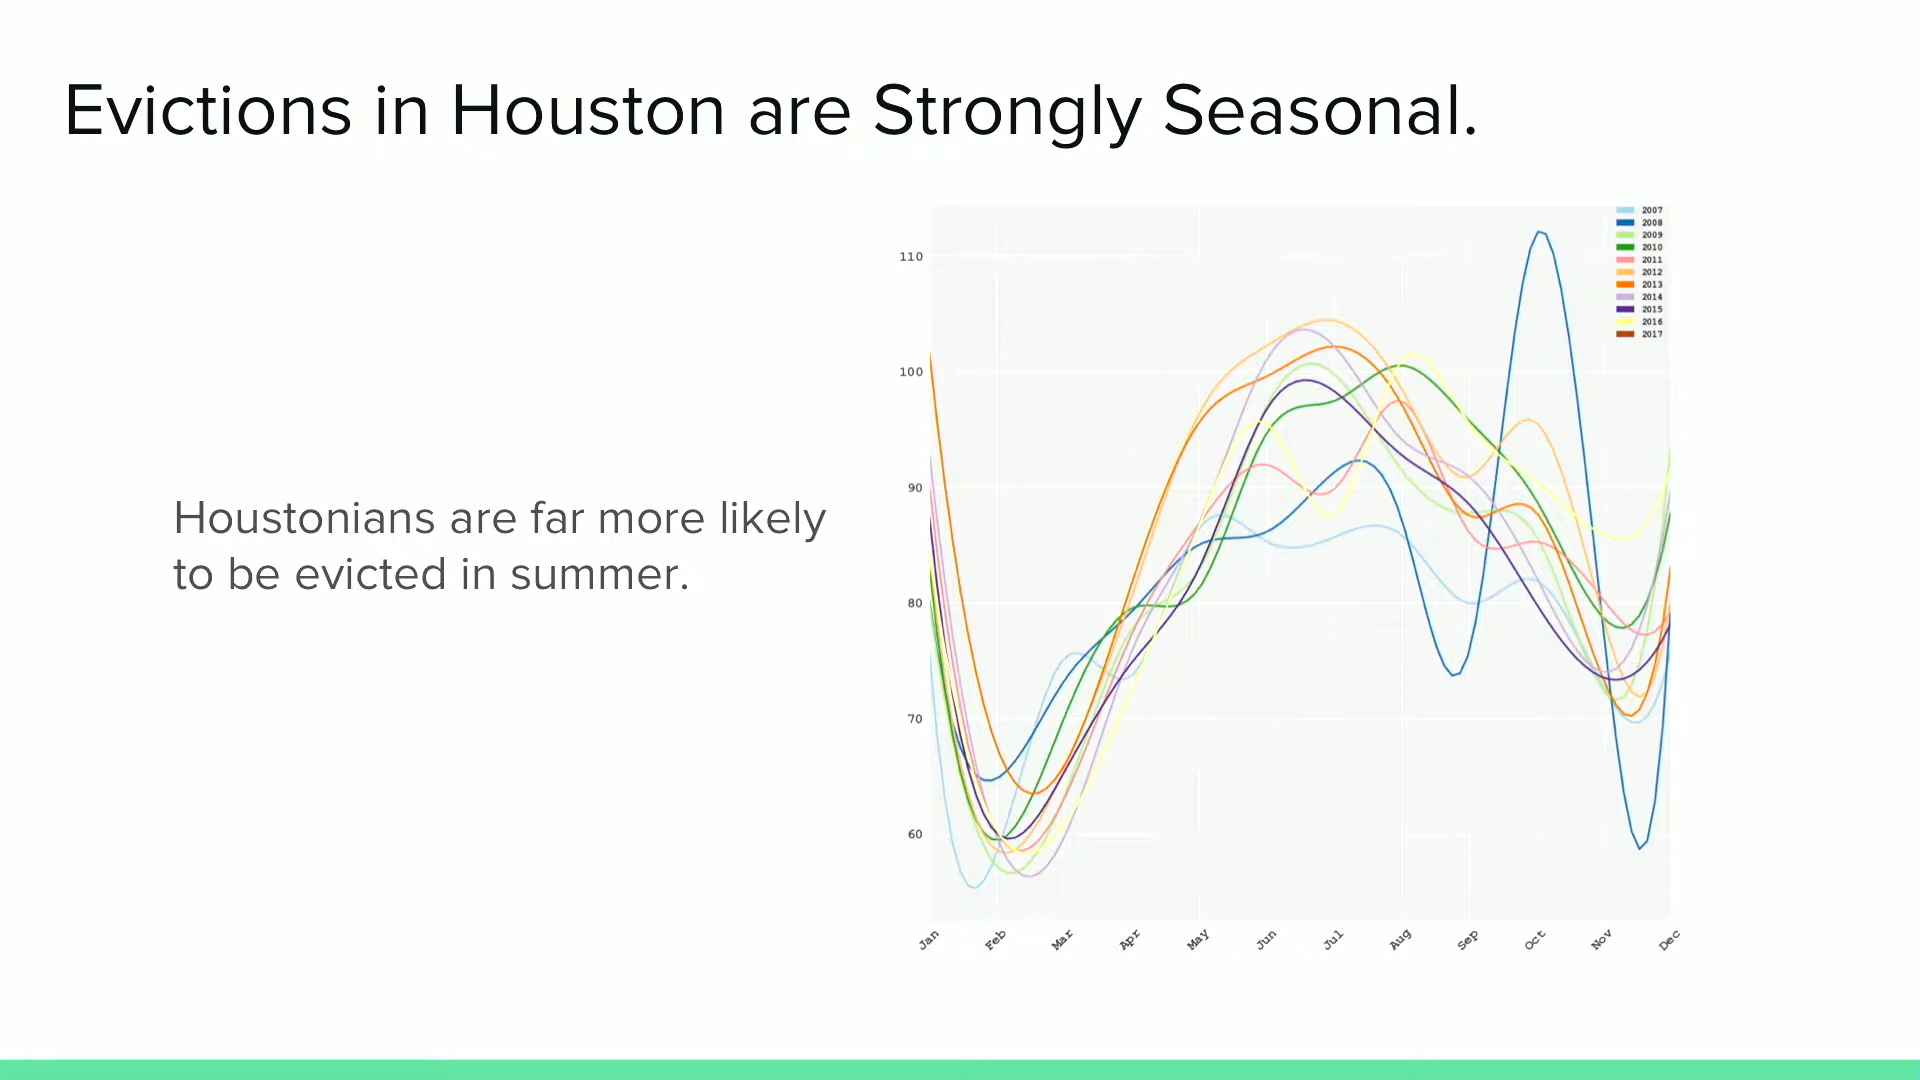 Evictions in Houston are Strongly Seasonal.
Houstonians are far more likely
to be evicted in summer.
110
100
90
80
70
60
Jan
Feb
Mar
Apr
May
Jun
Jul
Aug
Sep
Oct
Nov
Dec
2007
2008
2009
2010
2011
2012
2013
2014
2015
2016
2017